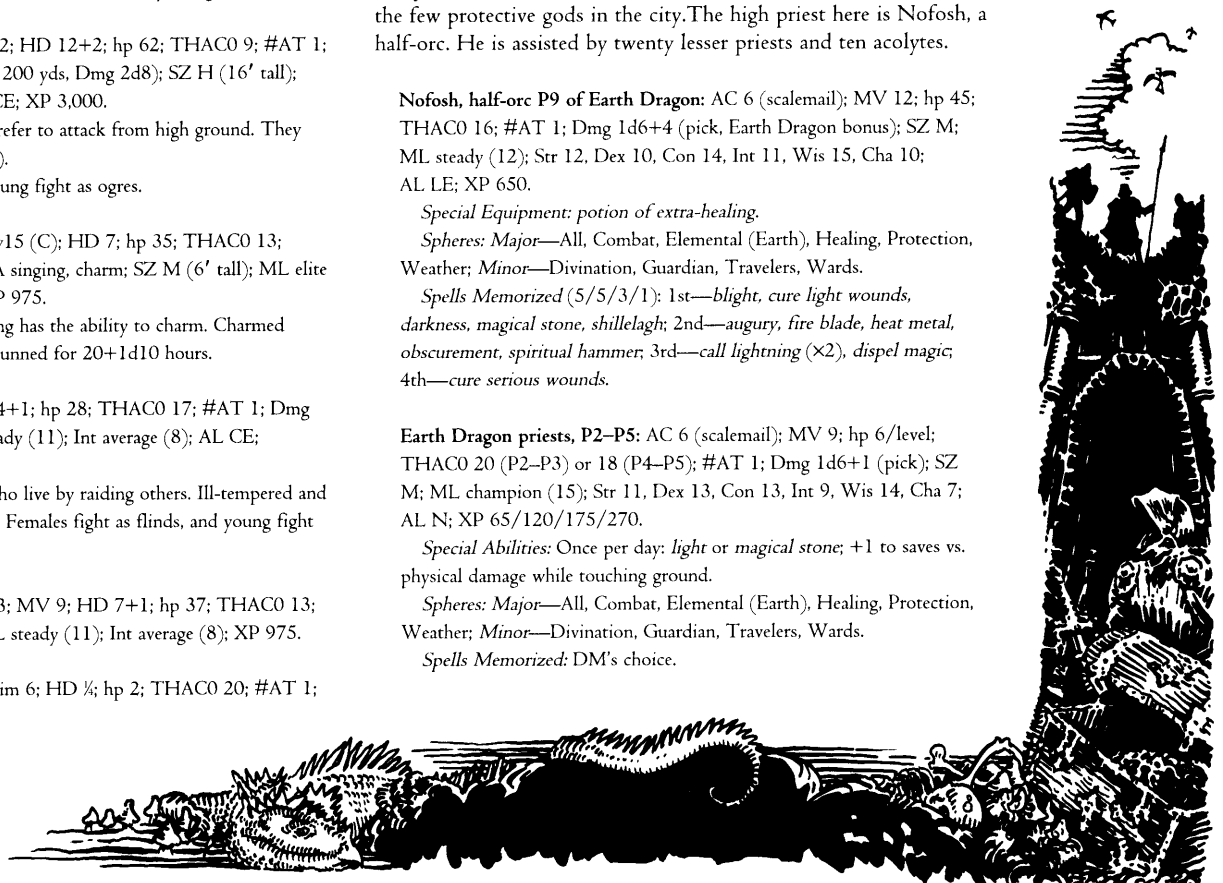 2; HD 12+2; hp 62; THAC0 9; #AT 1;
200 yds, Dmg 2d8); SZ H (16′ tall);
CE; XP 3,000.
refer to attack from high ground. They
).
ung fight as ogres.
15 (C); HD 7; hp 35; THAC0 13;
singing, charm; SZ M (6′ tall); ML elite
975.
ng has the ability to charm. Charmed
unned for 20+1d10 hours.
4+1; hp 28; THAC0 17; #AT 1; Dmg
ady (11); Int average (8); AL CE;
ho live by raiding others. Ill-tempered and
Females fight as flinds, and young fight
3; MV 9; HD 7+1; hp 37; THAC0 13;
steady (11); Int average (8); XP 975.
im 6; HD ¼; hp 2; THAC0 20; #AT 1;
the few protective gods in the city.The high priest here is Nofosh, a
half-orc. He is assisted by twenty lesser priests and ten acolytes.
Nofosh, half-orc P9 of Earth Dragon: AC 6 (scalemail); MV 12; hp 45;
THAC0 16; #AT 1; Dmg 1d6+4 (pick, Earth Dragon bonus); SZ M;
ML steady (12); Str 12, Dex 10, Con 14, Int 11, Wis 15, Cha 10;
AL LE; XP 650.
Special Equipment: potion of extra-healing.
Spheres: Major—All, Combat, Elemental (Earth), Healing, Protection,
Weather; Minor—Divination, Guardian, Travelers, Wards.
Spells Memorized (5/5/3/1): 1st—blight, cure light wounds,
darkness, magical stone, shillelagh; 2nd—augury, fire blade, heat metal,
obscurement, spiritual hammer; 3rd—call lightning (×2), dispel magic;
4th—cure serious wounds.
Earth Dragon priests, P2–P5: AC 6 (scalemail); MV 9; hp 6/level;
THAC0 20 (P2–P3) or 18 (P4–P5); #AT 1; Dmg 1d6+1 (pick); SZ
M; ML champion (15); Str 11, Dex 13, Con 13, Int 9, Wis 14, Cha 7;
AL N; XP 65/120/175/270.
Special Abilities: Once per day: light or magical stone; +1 to saves vs.
physical damage while touching ground.
Spheres: Major—All, Combat, Elemental (Earth), Healing, Protection,
Weather; Minor—Divination, Guardian, Travelers, Wards.
Spells Memorized: DM's choice.